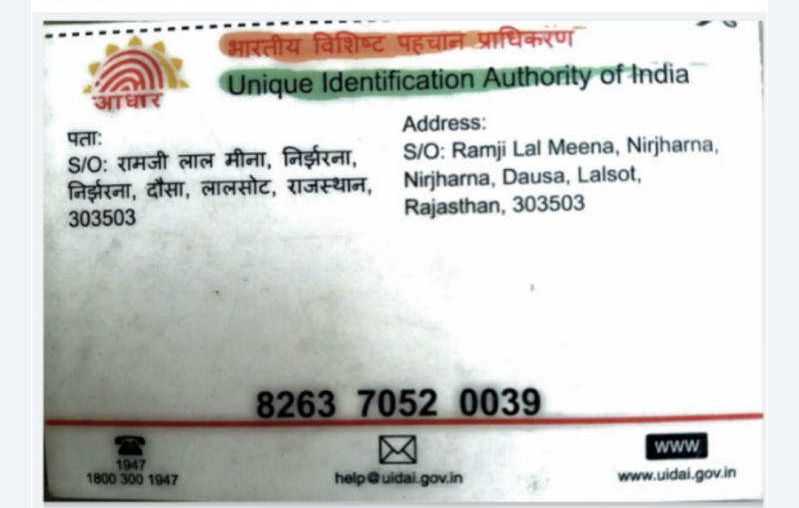 भारतीय विशिष्ट पहचान प्राधिकरण
Unique Identification Authority of India
आधार
पता:
S/O: रामजी लाल मीना, निर्झरना,
निर्झरना, दौसा, लालसोट, राजस्थान,
303503
Address:
S/O: Ramji Lal Meena, Nirjharna,
Nirjharna, Dausa, Lalsot,
Rajasthan, 303503
8263 7052 0039
1947
1800 300 1947
help@uidai.gov.in
www
www.uidai.gov.in